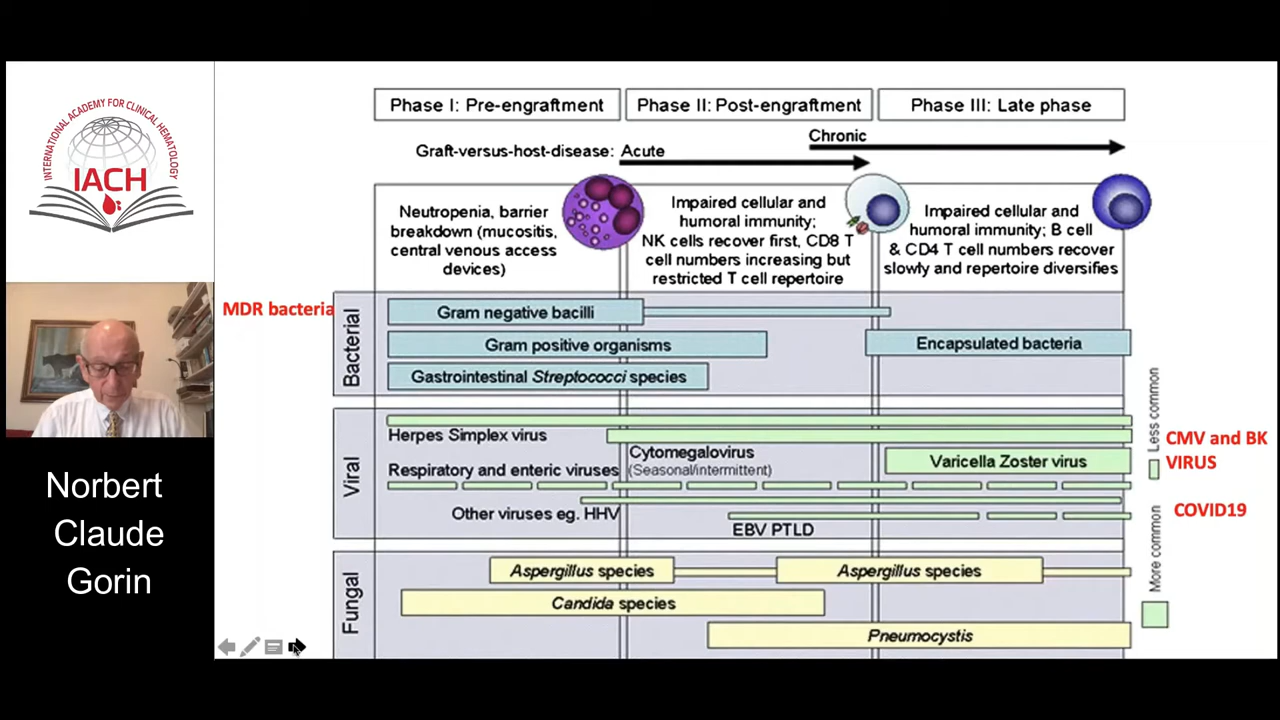 INTERNATIONAL ACADEMY FOR CLINICAL HEMATOLOGY
IACH
Norbert
Claude
Gorin
Phase I: Pre-engraftment
Phase II: Post-engraftment
Phase III: Late phase
Chronic
Graft-versus-host-disease: Acute
Neutropenia, barrier
breakdown (mucositis,
central venous access
devices)
Impaired cellular and
humoral immunity;
NK cells recover first, CD8 T
cell numbers increasing but
restricted T cell repertoire
Impaired cellular and
humoral immunity; B cell
& CD4 T cell numbers recover
slowly and repertoire diversifies
MDR bacteria
Bacterial
Gram negative bacilli
Gram positive organisms
Encapsulated bacteria
Gastrointestinal Streptococci species
Viral
Herpes Simplex virus
Cytomegalovirus
(Seasonal/intermittent)
Varicella Zoster virus
Respiratory and enteric viruses
Other viruses eg. HHV
EBV PTLD
Less common
CMV and BK
VIRUS
COVID19
More common
Fungal
Aspergillus species
Aspergillus species
Candida species
Pneumocystis